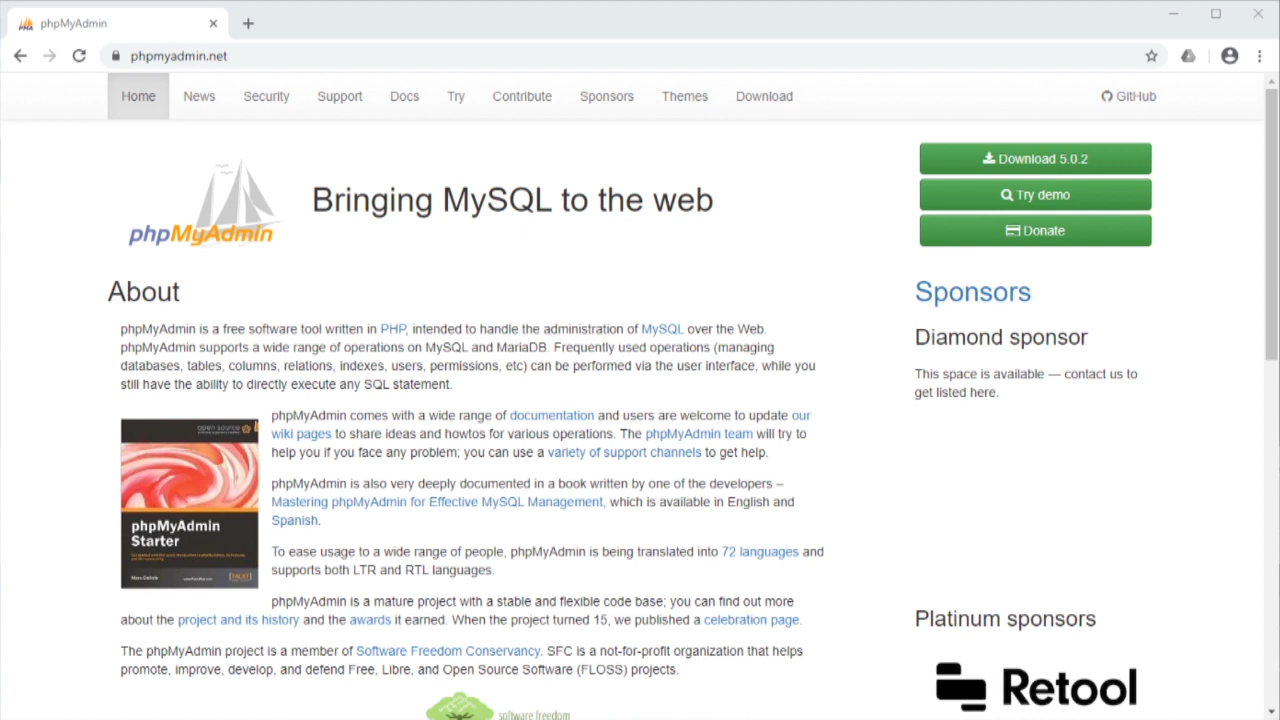 phpMyAdmin
phpmyadmin.net
Home News Security Support Docs Try Contribute Sponsors Themes Download GitHub
phpMyAdmin
Bringing MySQL to the web
Download 5.0.2
Try demo
Donate
About
phpMyAdmin is a free software tool written in PHP, intended to handle the administration of MySQL over the Web.
phpMyAdmin supports a wide range of operations on MySQL and MariaDB. Frequently used operations (managing
databases, tables, columns, relations, indexes, users, permissions, etc) can be performed via the user interface, while you
still have the ability to directly execute any SQL statement.
open source
phpMyAdmin
Starter
phpMyAdmin comes with a wide range of documentation and users are welcome to update our
wiki pages to share ideas and howtos for various operations. The phpMyAdmin team will try to
help you if you face any problem; you can use a variety of support channels to get help.
phpMyAdmin is also very deeply documented in a book written by one of the developers –
Mastering phpMyAdmin for Effective MySQL Management, which is available in English and
Spanish.
To ease usage to a wide range of people, phpMyAdmin is being translated into 72 languages and
supports both LTR and RTL languages.
phpMyAdmin is a mature project with a stable and flexible code base; you can find out more
about the project and its history and the awards it earned. When the project turned 15, we published a celebration page.
The phpMyAdmin project is a member of Software Freedom Conservancy. SFC is a not-for-profit organization that helps
promote, improve, develop, and defend Free, Libre, and Open Source Software (FLOSS) projects.
software freedom
Sponsors
Diamond sponsor
This space is available — contact us to
get listed here.
Platinum sponsors
Retool